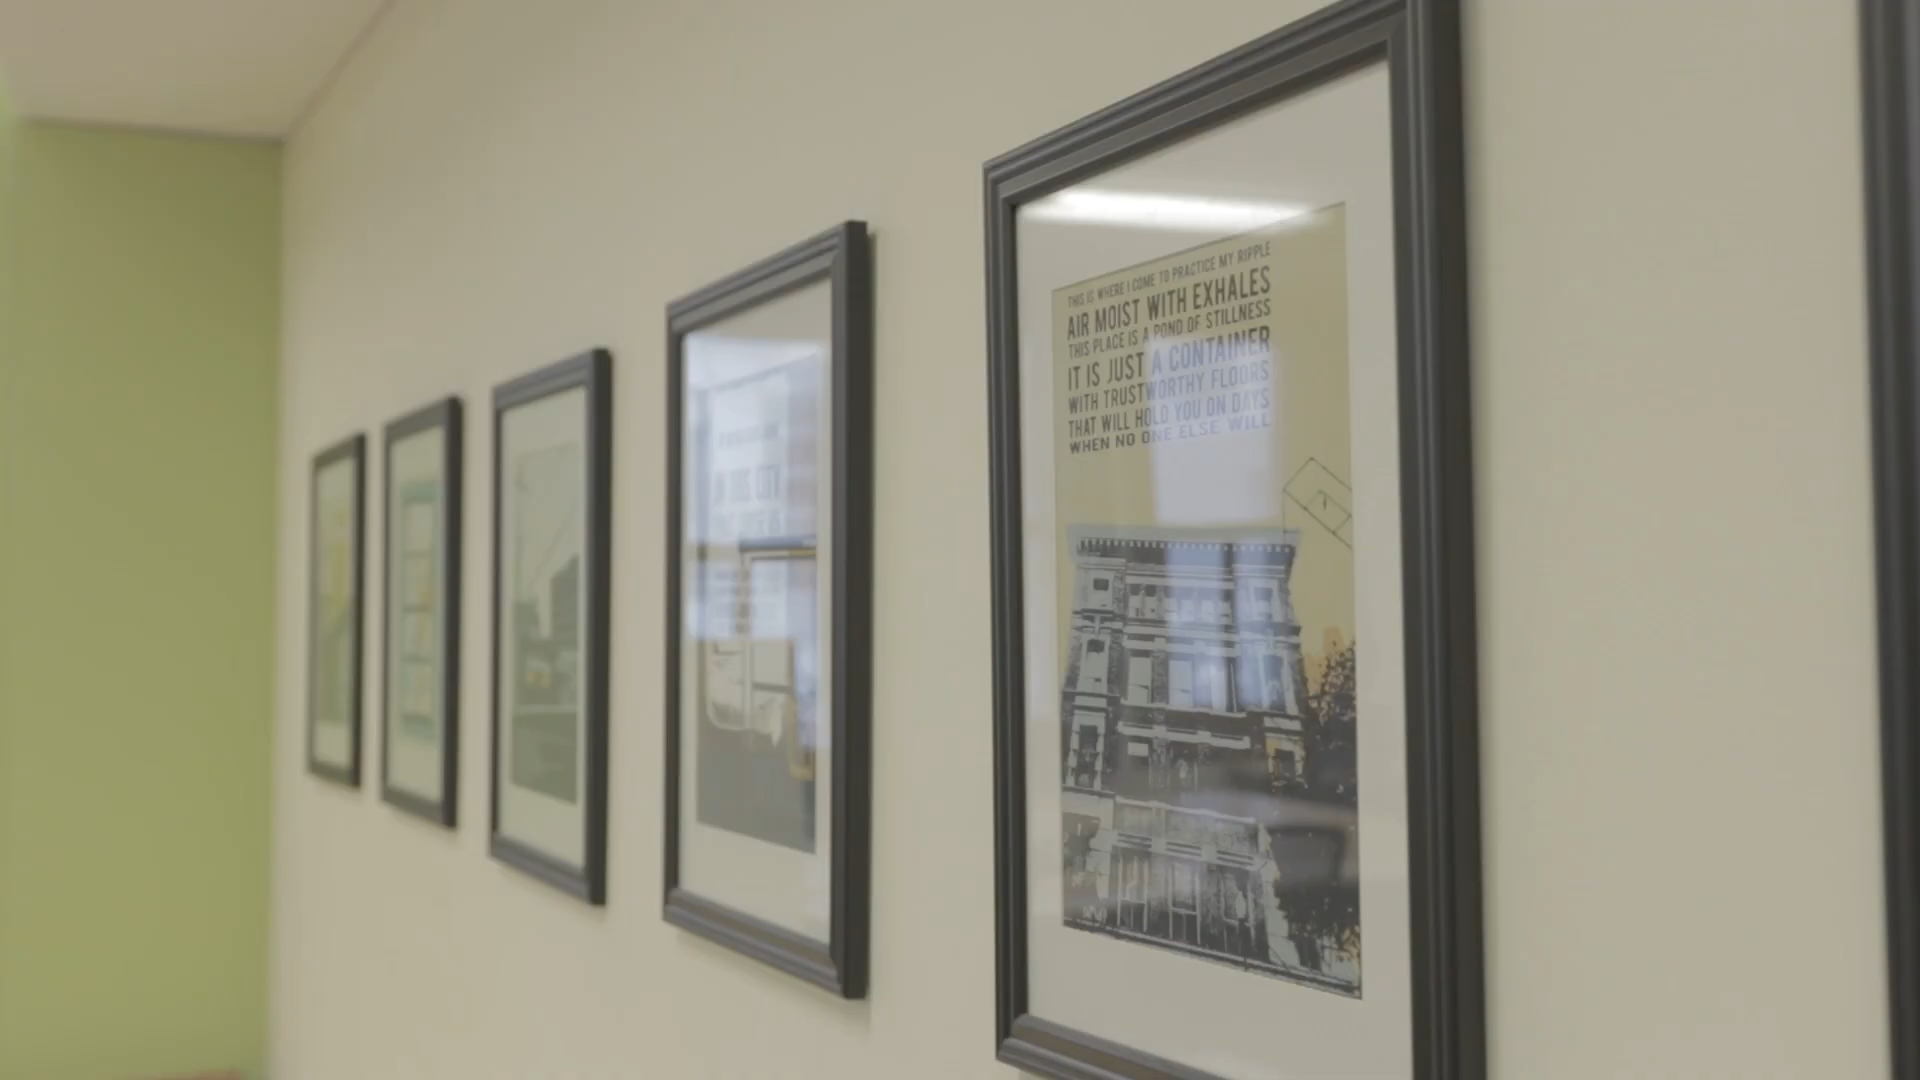 THIS IS WHERE I COME TO PRACTICE MY RIPPLE
AIR MOIST WITH EXHALES
THIS PLACE IS A POND OF STILLNESS
IT IS JUST A CONTAINER
WITH TRUSTWORTHY FLOORS
THAT WILL HOLD YOU ON DAYS
WHEN NO ONE ELSE WILL